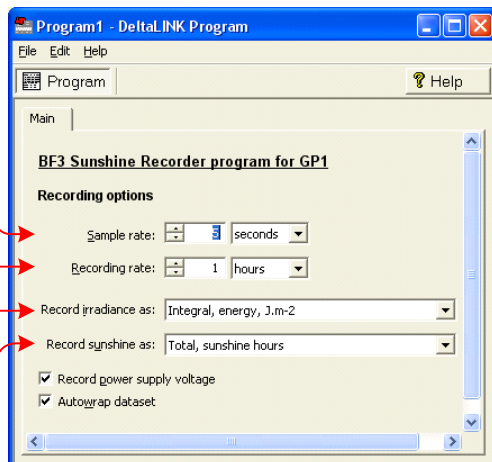 Program1 - DeltaLINK Program
File Edit Help
Program Help
Main
BF3 Sunshine Recorder program for GP1
Recording options
Sample rate: 5 seconds
Recording rate: 1 hours
Record irradiance as: Integral, energy, J.m-2
Record sunshine as: Total, sunshine hours
Record power supply voltage
Autowrap dataset